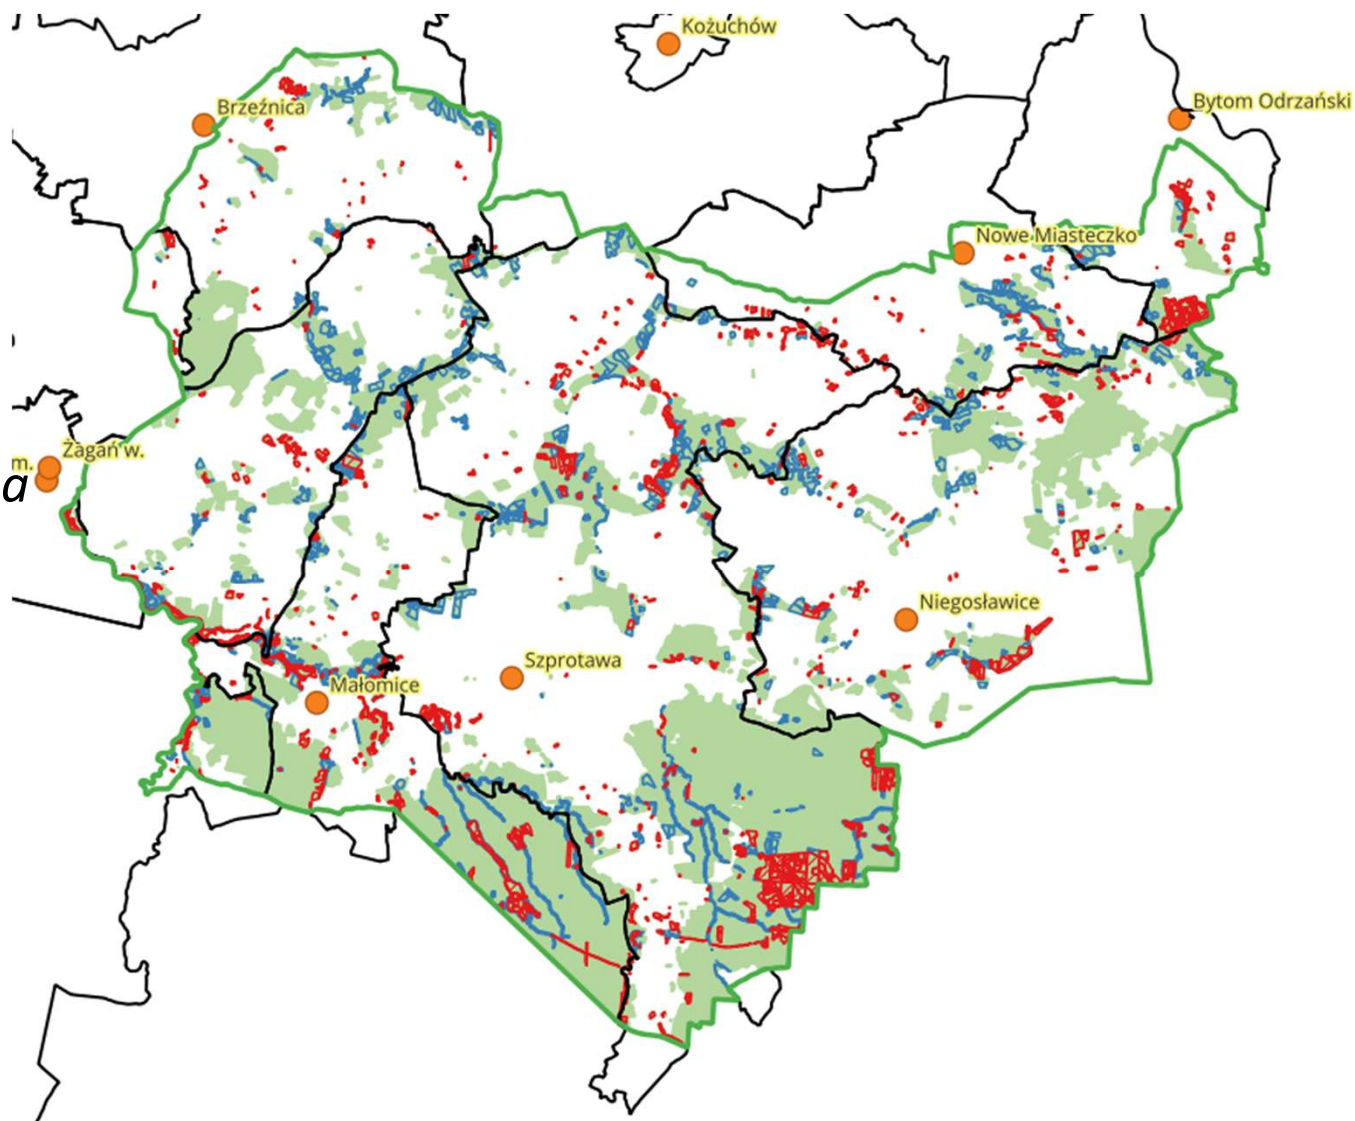 Kożuchów
Bytom Odrzański
Brzeźnica
Nowe Miasteczko
Żagań w.
m.
a
Niegosławice
Szprotawa
Małomice